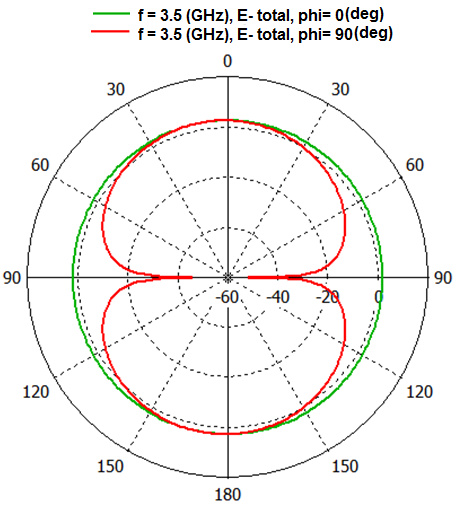 f = 3.5 (GHz), E- total, phi= 0(deg)
f = 3.5 (GHz), E- total, phi= 90(deg)
0
30 30
60 60
90 90
-60 -40 -20 0
120 120
150 150
180